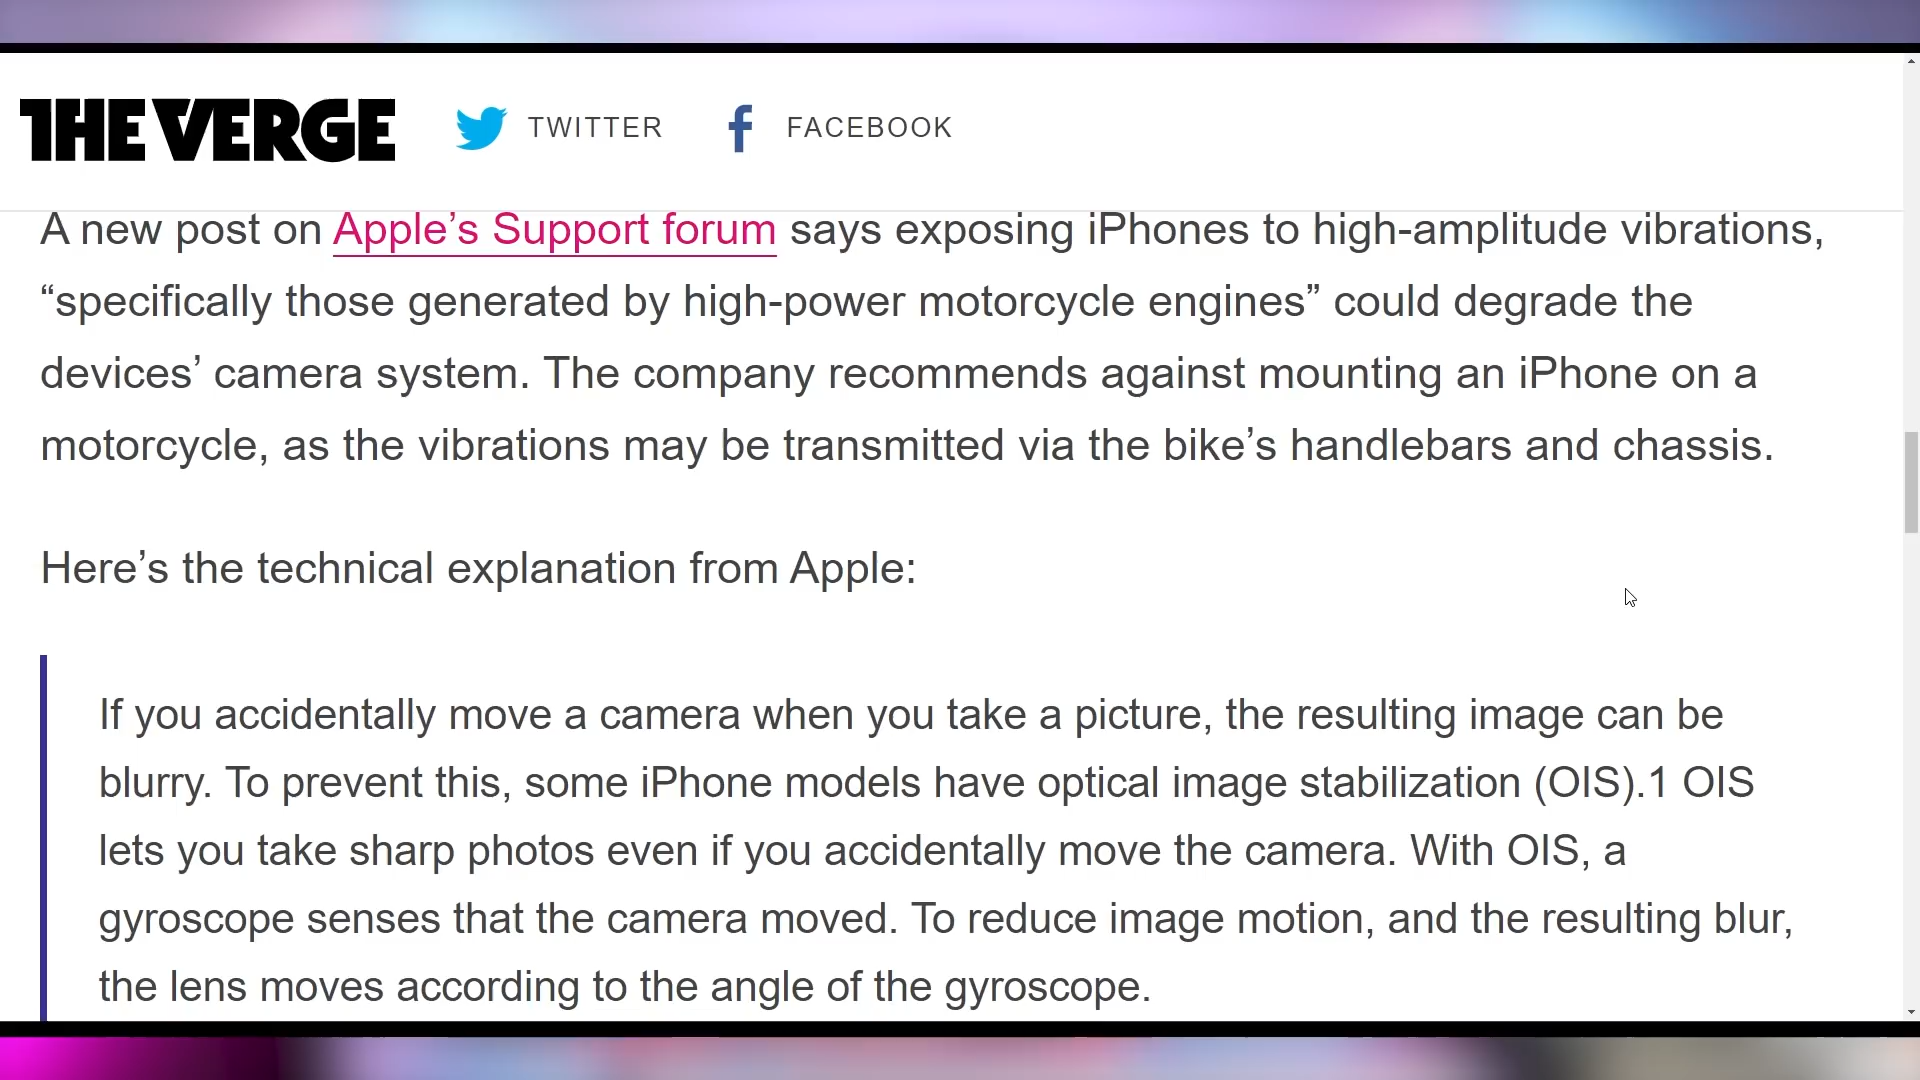 THE VERGE TWITTER FACEBOOK
A new post on Apple’s Support forum says exposing iPhones to high-amplitude vibrations,
“specifically those generated by high-power motorcycle engines” could degrade the
devices’ camera system. The company recommends against mounting an iPhone on a
motorcycle, as the vibrations may be transmitted via the bike’s handlebars and chassis.
Here’s the technical explanation from Apple:
If you accidentally move a camera when you take a picture, the resulting image can be
blurry. To prevent this, some iPhone models have optical image stabilization (OIS).1 OIS
lets you take sharp photos even if you accidentally move the camera. With OIS, a
gyroscope senses that the camera moved. To reduce image motion, and the resulting blur,
the lens moves according to the angle of the gyroscope.